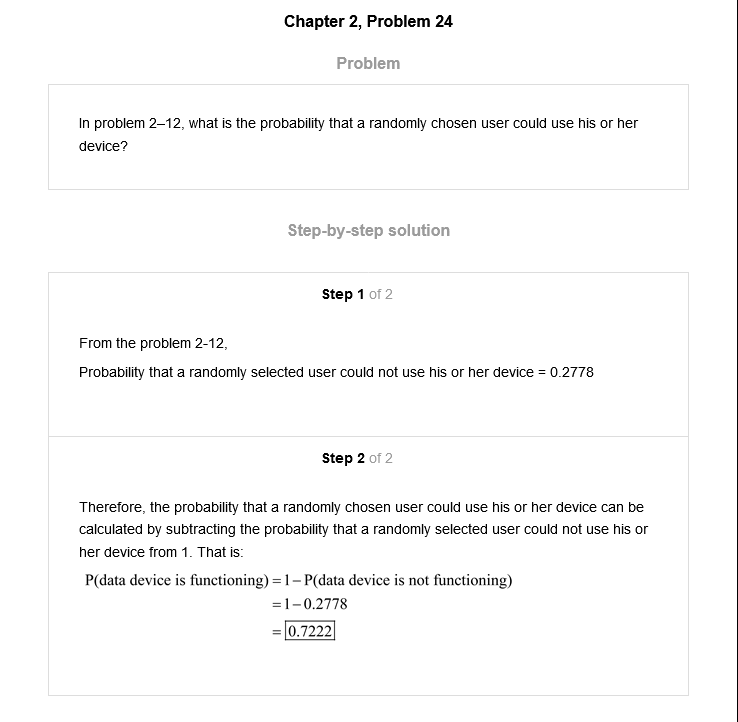 Chapter 2, Problem 24
Problem
In problem 2–12, what is the probability that a randomly chosen user could use his or her
device?
Step-by-step solution
Step 1 of 2
From the problem 2-12,
Probability that a randomly selected user could not use his or her device = 0.2778
Step 2 of 2
Therefore, the probability that a randomly chosen user could use his or her device can be
calculated by subtracting the probability that a randomly selected user could not use his or
her device from 1. That is:
P(data device is functioning) = 1 − P(data device is not functioning)
= 1 − 0.2778
= 0.7222